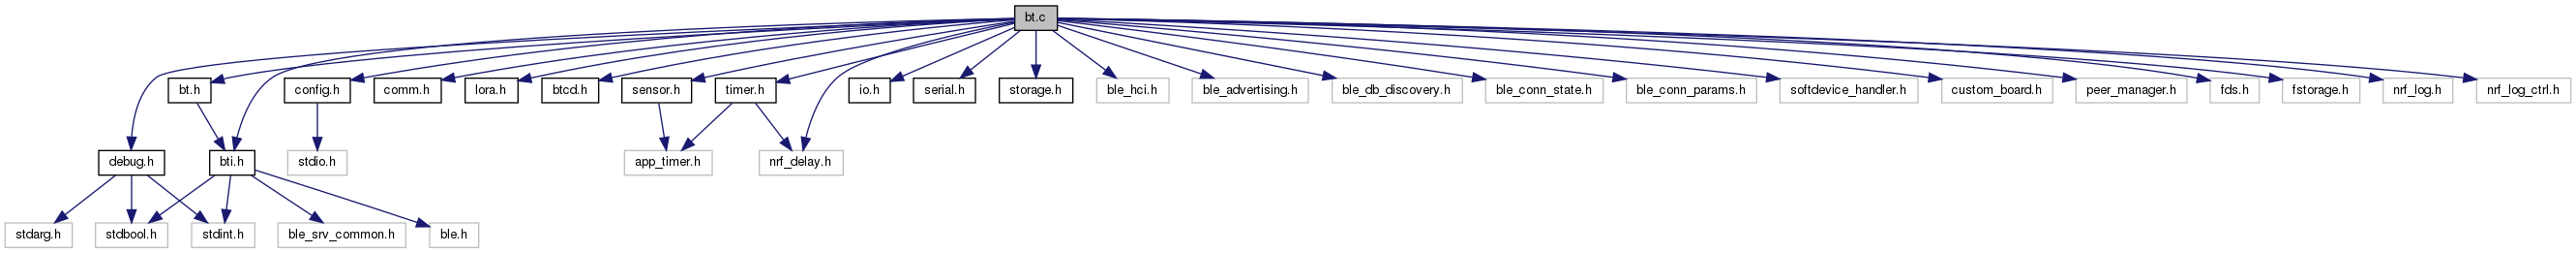 bt.c
bt.h
config.h
comm.h
lora.h
btcd.h
sensor.h
timer.h
io.h
serial.h
storage.h
ble_hci.h
ble_advertising.h
ble_db_discovery.h
ble_conn_state.h
ble_conn_params.h
softdevice_handler.h
custom_board.h
peer_manager.h
fds.h
fstorage.h
nrf_log.h
nrf_log_ctrl.h
debug.h
bti.h
stdio.h
app_timer.h
nrf_delay.h
stdarg.h
stdbool.h
stdint.h
ble_srv_common.h
ble.h